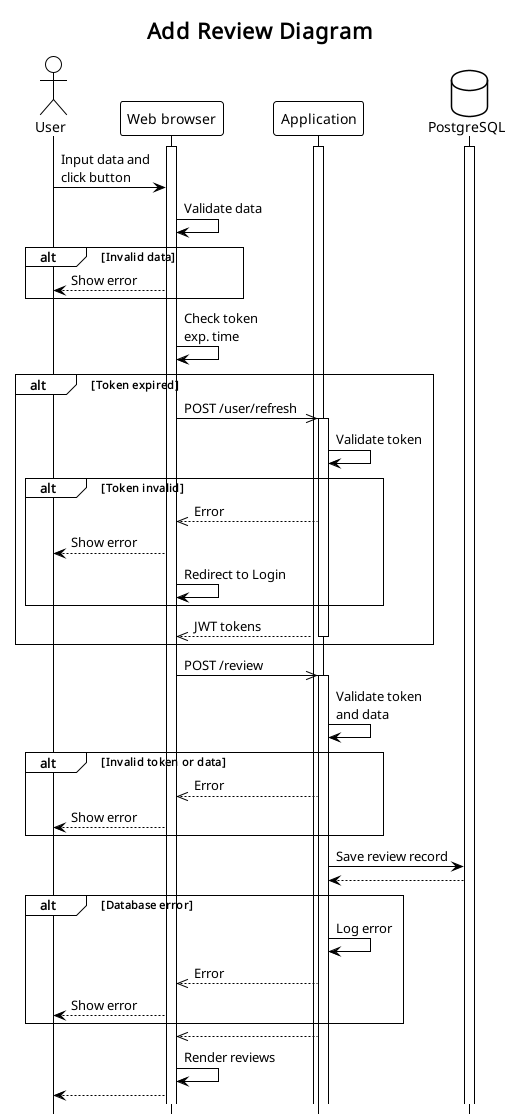 Add Review Diagram
User
Web browser
Application
PostgreSQL
Input data and
click button
Validate data
alt [Invalid data]
Show error
Check token
exp. time
alt [Token expired]
POST /user/refresh
Validate token
alt [Token invalid]
Error
Show error
Redirect to Login
JWT tokens
POST /review
Validate token
and data
alt [Invalid token or data]
Error
Show error
Save review record
alt [Database error]
Log error
Error
Show error
Render reviews